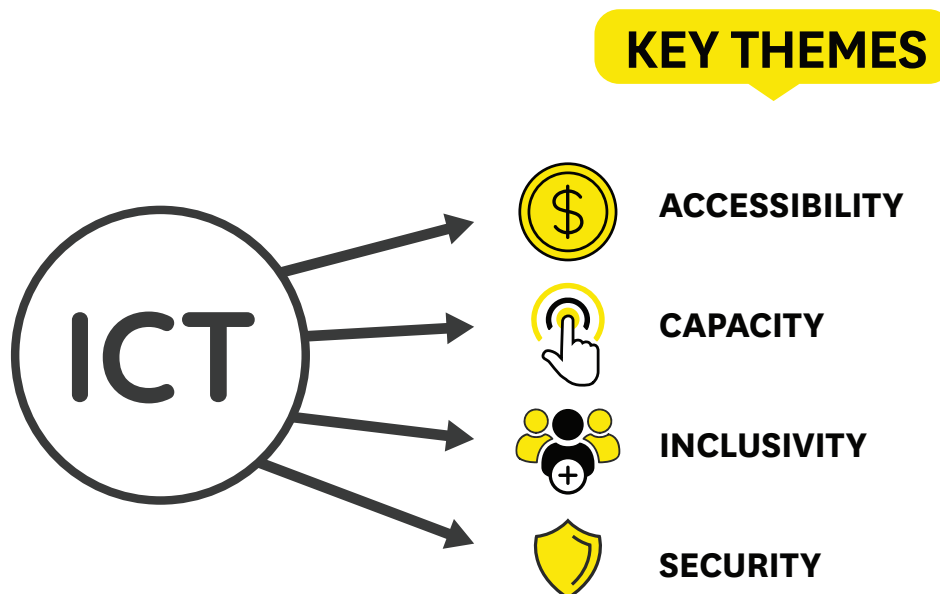 KEY THEMES
ICT
ACCESSIBILITY
CAPACITY
INCLUSIVITY
SECURITY